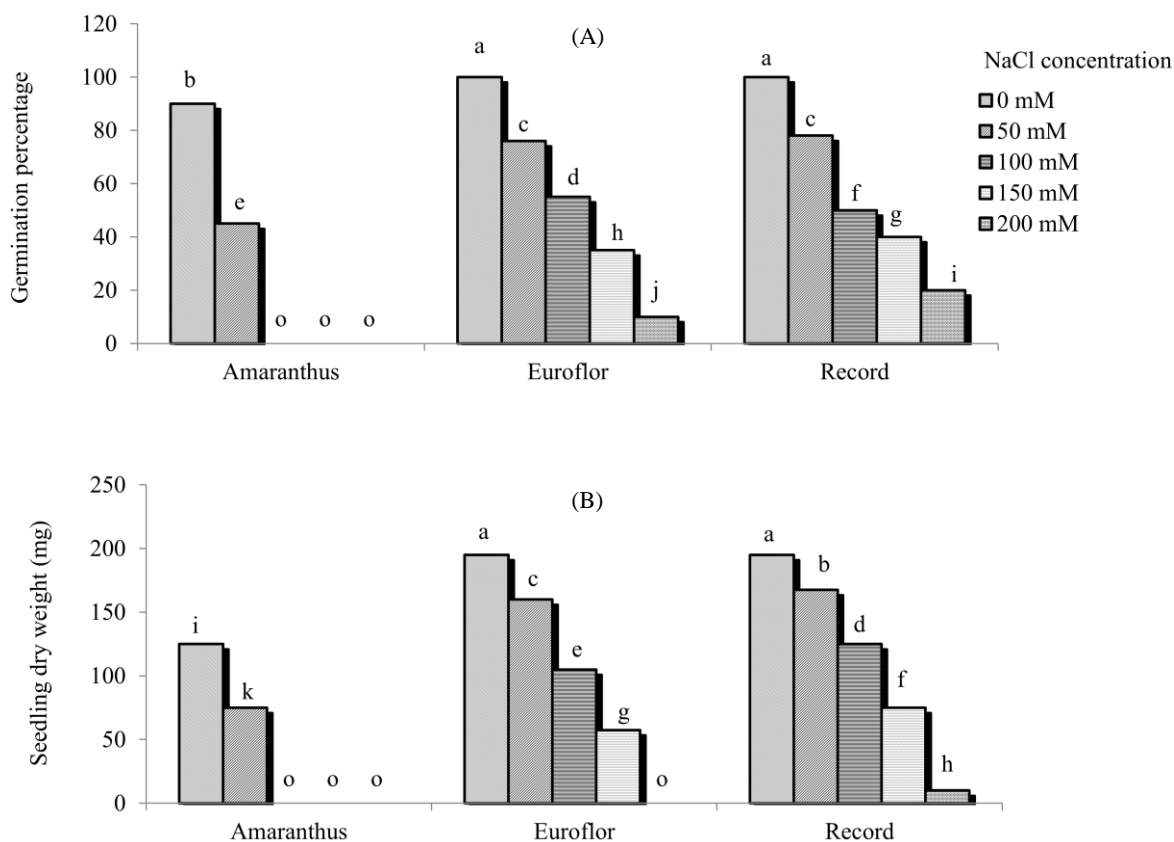 (A)
Germination percentage
120
100
80
60
40
20
0
b
e
o o o
a
c
d
h
j
a
c
f
g
i
Amaranthus Euroflor Record
NaCl concentration
0 mM
50 mM
100 mM
150 mM
200 mM
(B)
Seedling dry weight (mg)
250
200
150
100
50
0
i
k
o o o
a
c
e
g
o
a
b
d
f
h
Amaranthus Euroflor Record